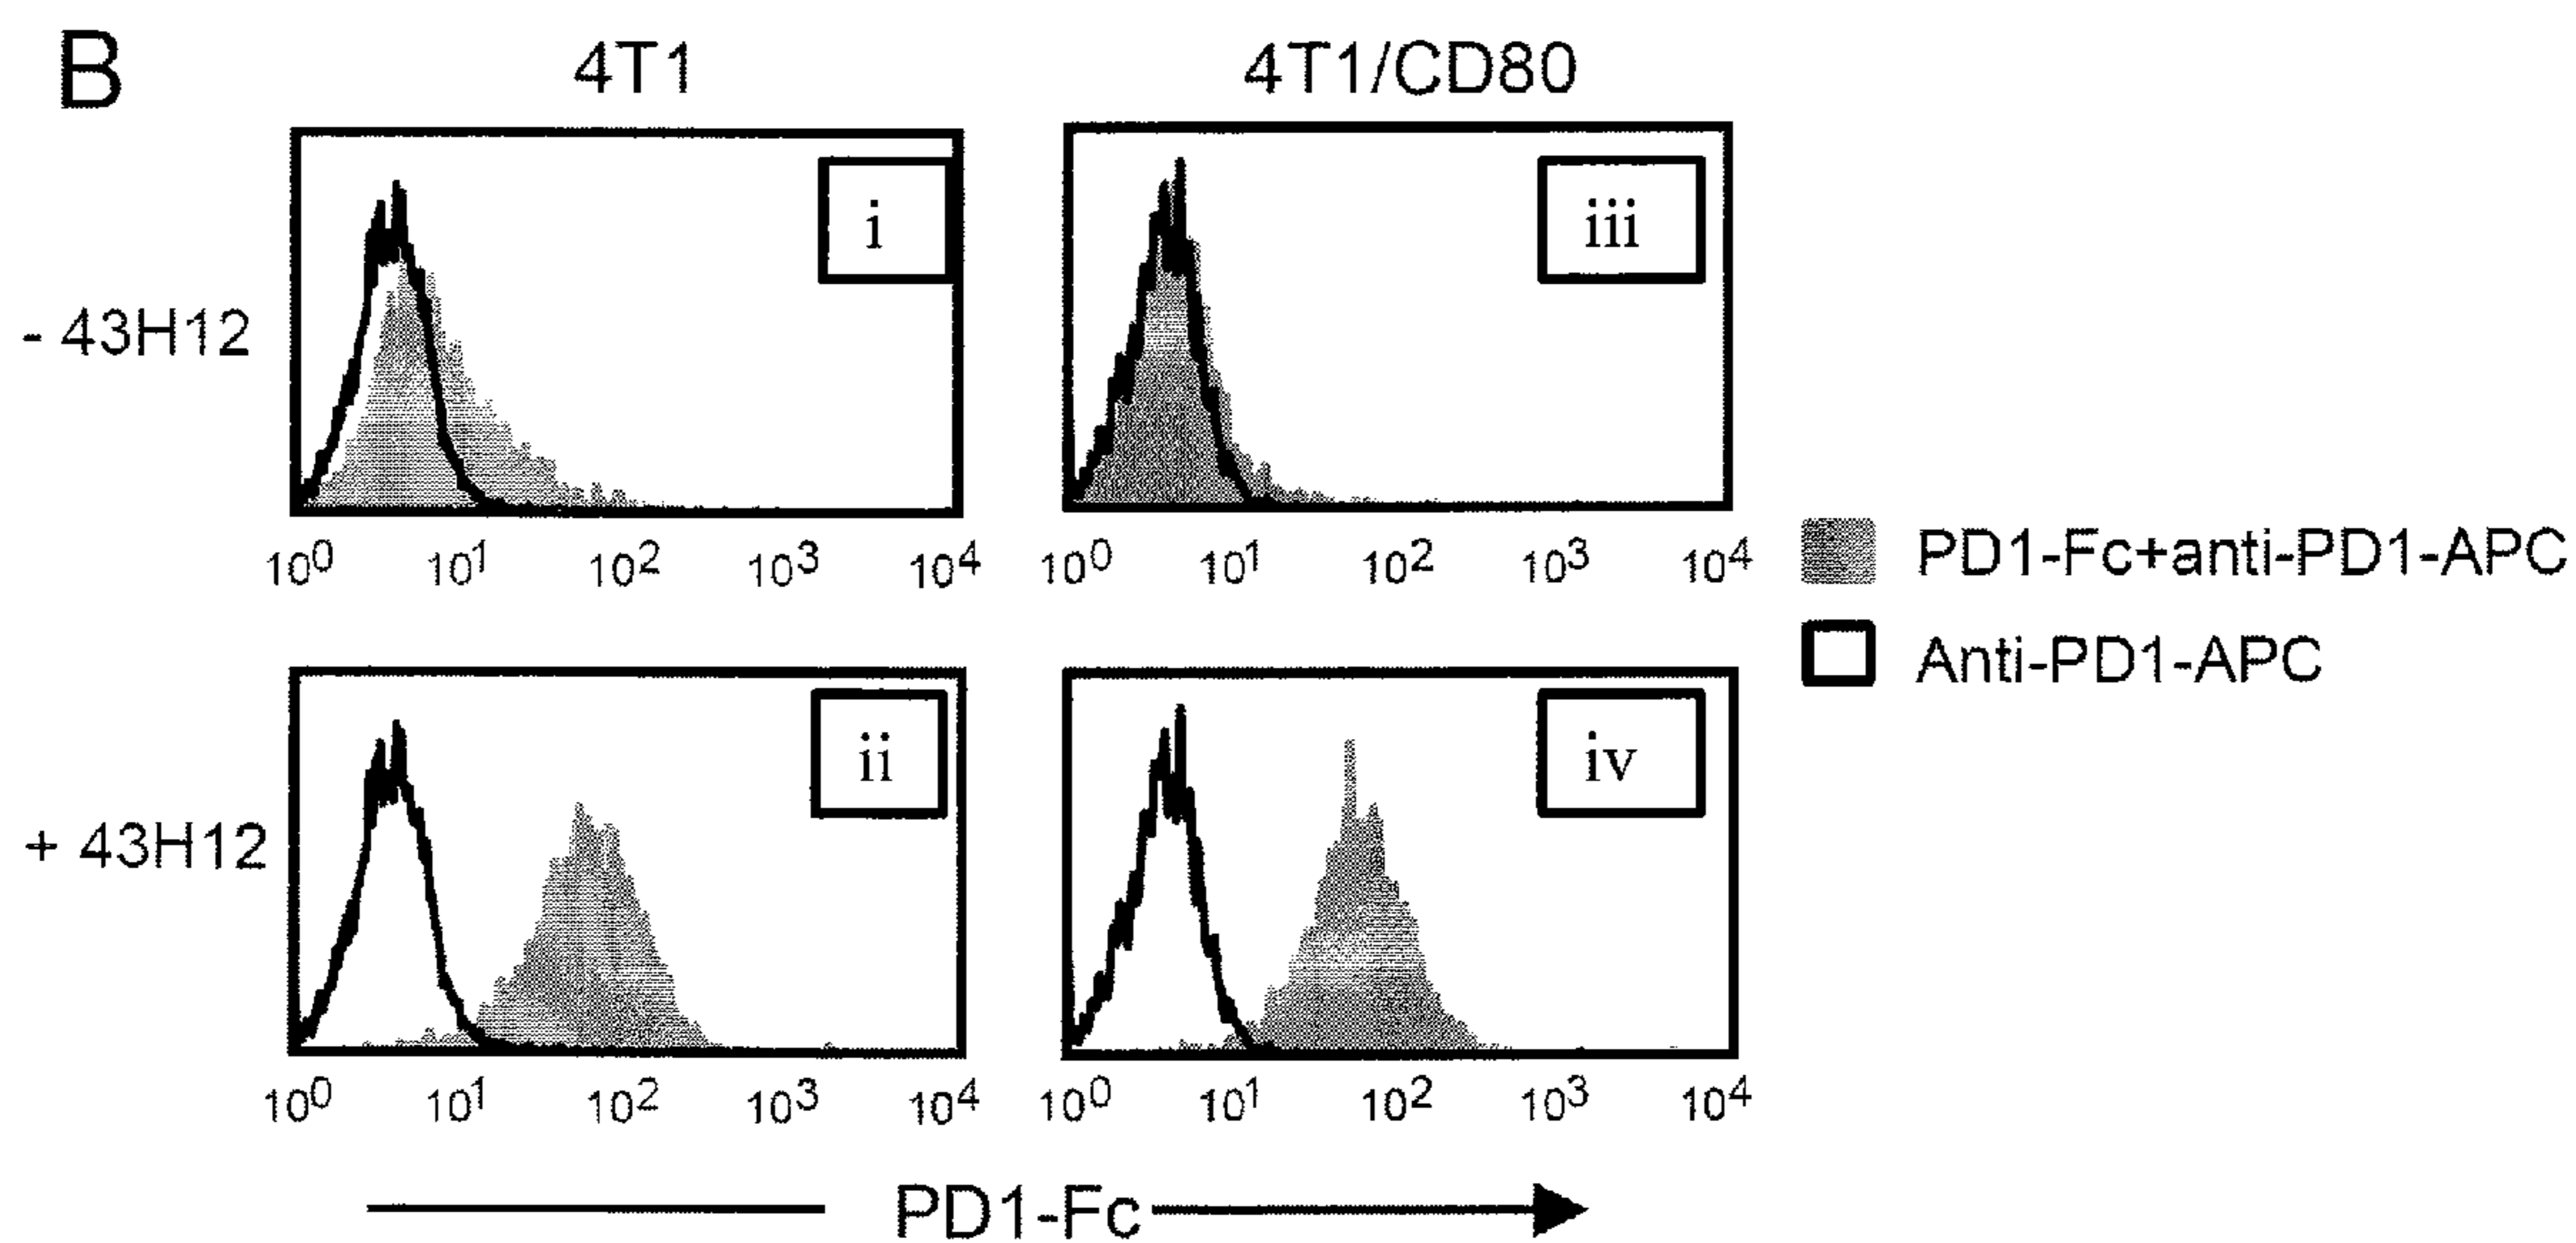 B
4T1 4T1/CD80
- 43H12
i iii
10⁰ 10¹ 10² 10³ 10⁴ 10⁰ 10¹ 10² 10³ 10⁴
PD1-Fc+anti-PD1-APC
Anti-PD1-APC
+ 43H12
ii iv
10⁰ 10¹ 10² 10³ 10⁴ 10⁰ 10¹ 10² 10³ 10⁴
PD1-Fc